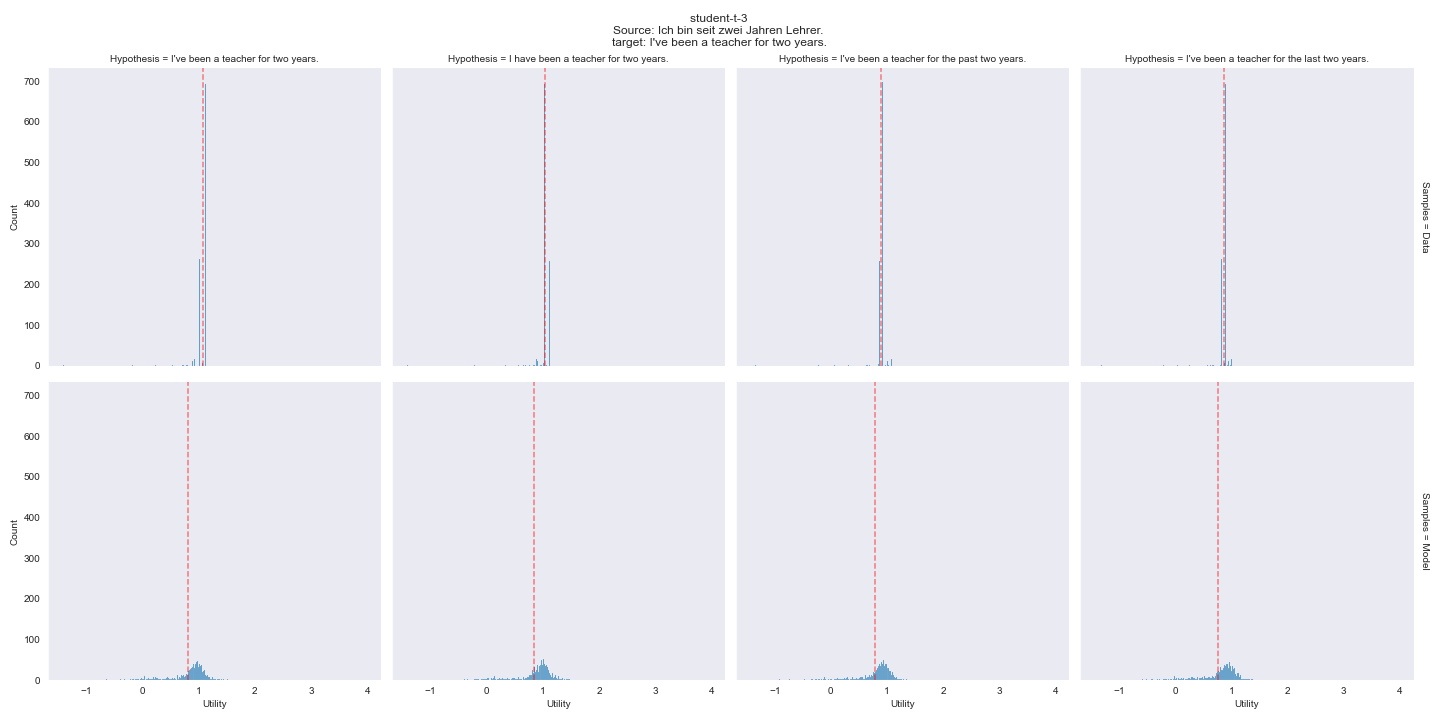 student-t-3
Source: Ich bin seit zwei Jahren Lehrer.
target: I've been a teacher for two years.
Hypothesis = I've been a teacher for two years.
Hypothesis = I have been a teacher for two years.
Hypothesis = I've been a teacher for the past two years.
Hypothesis = I've been a teacher for the last two years.
700
600
500
400
300
200
100
0
Count
Samples = Data
700
600
500
400
300
200
100
0
Count
Samples = Model
−1 0 1 2 3 4
−1 0 1 2 3 4
−1 0 1 2 3 4
−1 0 1 2 3 4
Utility
Utility
Utility
Utility